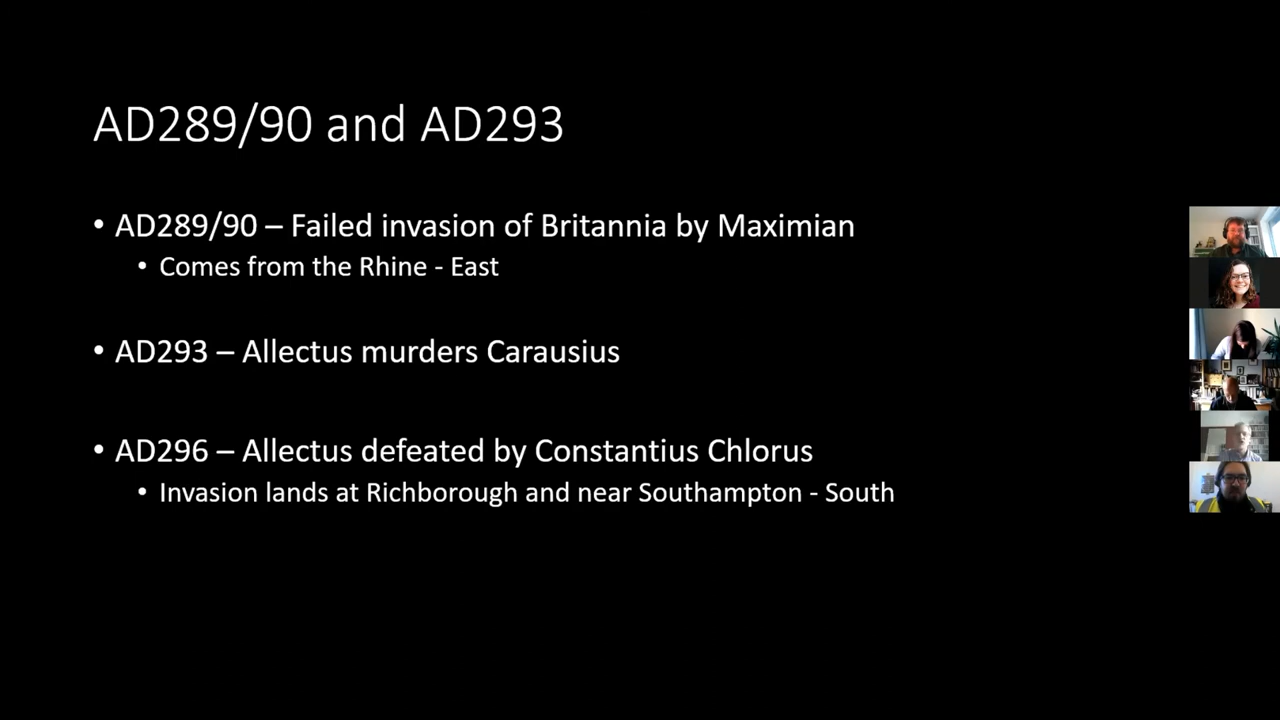 AD289/90 and AD293
• AD289/90 – Failed invasion of Britannia by Maximian
• Comes from the Rhine - East
• AD293 – Allectus murders Carausius
• AD296 – Allectus defeated by Constantius Chlorus
• Invasion lands at Richborough and near Southampton - South